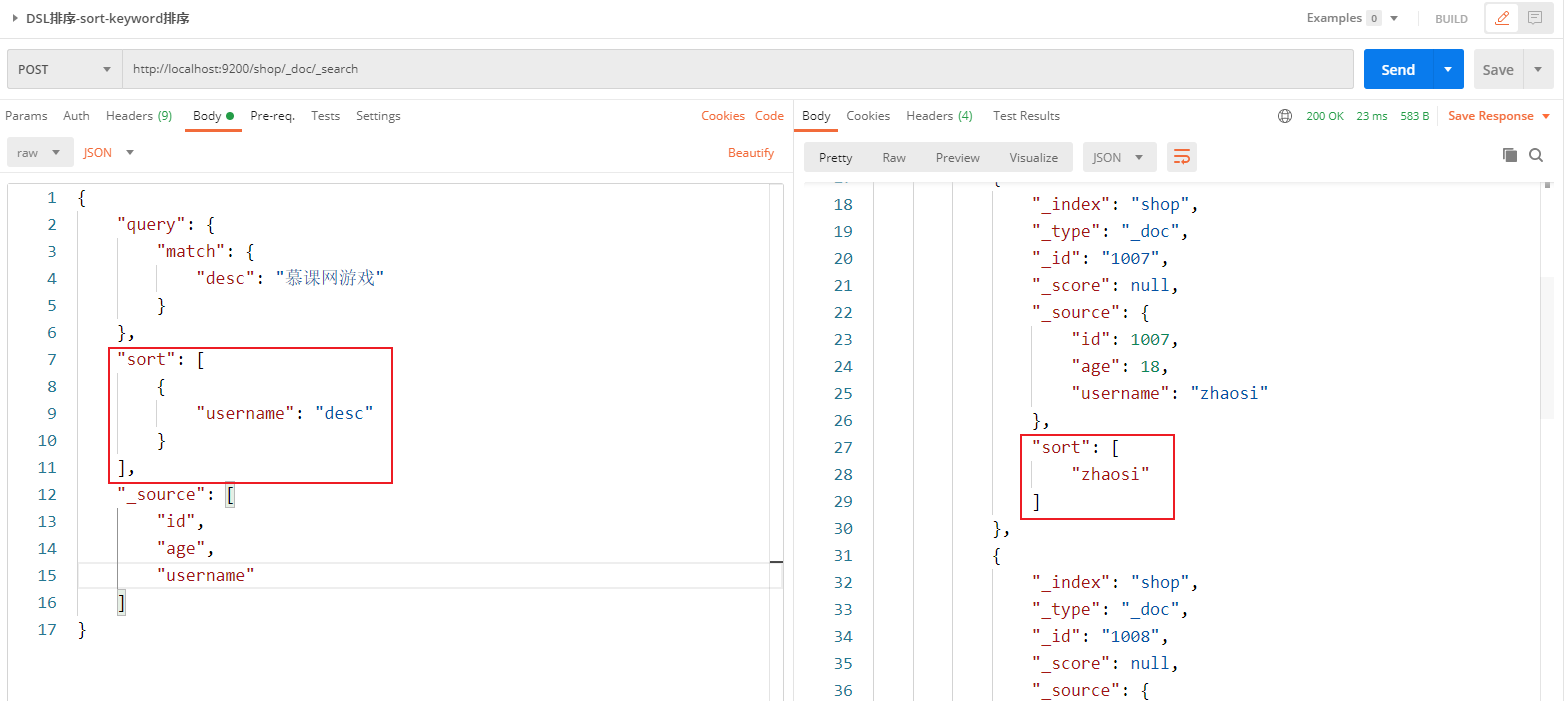 DSL排序-sort-keyword排序
Examples 0
BUILD
POST
http://localhost:9200/shop/_doc/_search
Send
Save
Params Auth Headers (9) Body Pre-req. Tests Settings
Cookies Code
raw JSON
Beautify
1 {
2 "query": {
3 "match": {
4 "desc": "慕课网游戏"
5 }
6 },
7 "sort": [
8 {
9 "username": "desc"
10 }
11 ],
12 "_source": [
13 "id",
14 "age",
15 "username"
16 ]
17 }
Body Cookies Headers (4) Test Results
200 OK 23 ms 583 B Save Response
Pretty Raw Preview Visualize JSON
{
18 "_index": "shop",
19 "_type": "_doc",
20 "_id": "1007",
21 "_score": null,
22 "_source": {
23 "id": 1007,
24 "age": 18,
25 "username": "zhaosi"
26 },
27 "sort": [
28 "zhaosi"
29 ]
30 },
31 {
32 "_index": "shop",
33 "_type": "_doc",
34 "_id": "1008",
35 "_score": null,
36 "_source": {